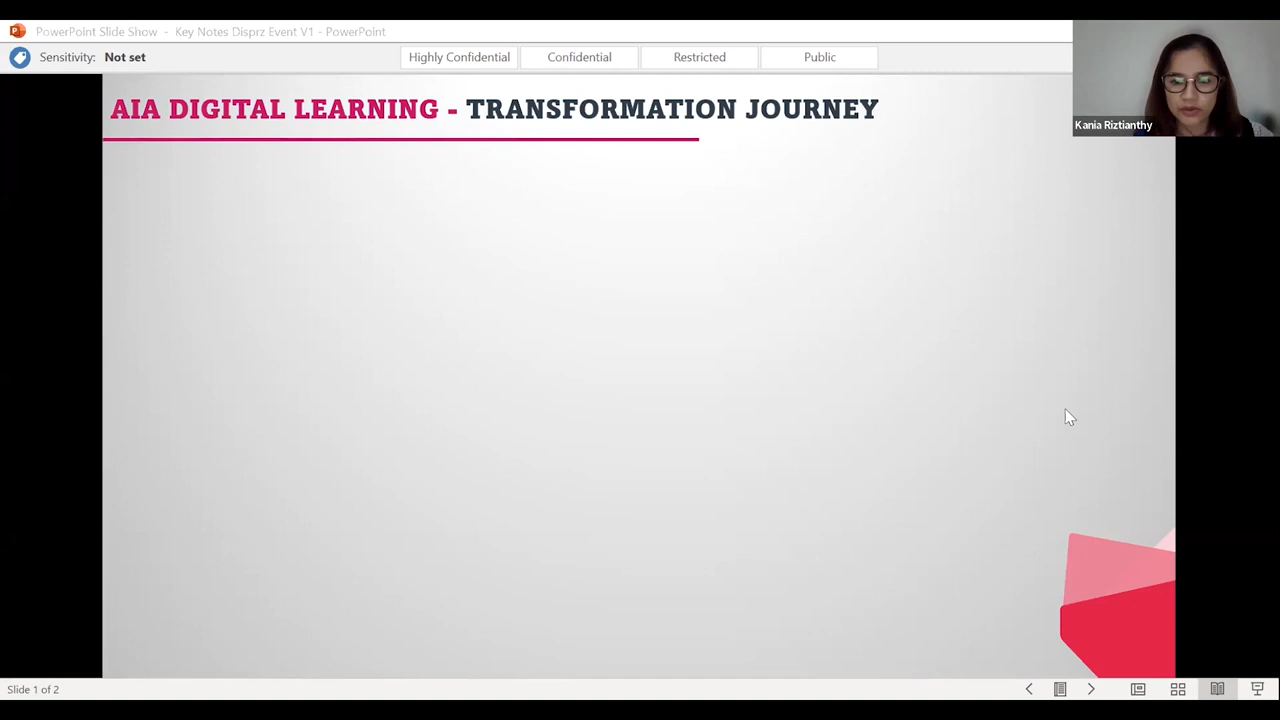 PowerPoint Slide Show - Key Notes Disprz Event V1 - PowerPoint
Sensitivity: Not set Highly Confidential Confidential Restricted Public
AIA DIGITAL LEARNING - TRANSFORMATION JOURNEY
Kania Riztianthy
Slide 1 of 2